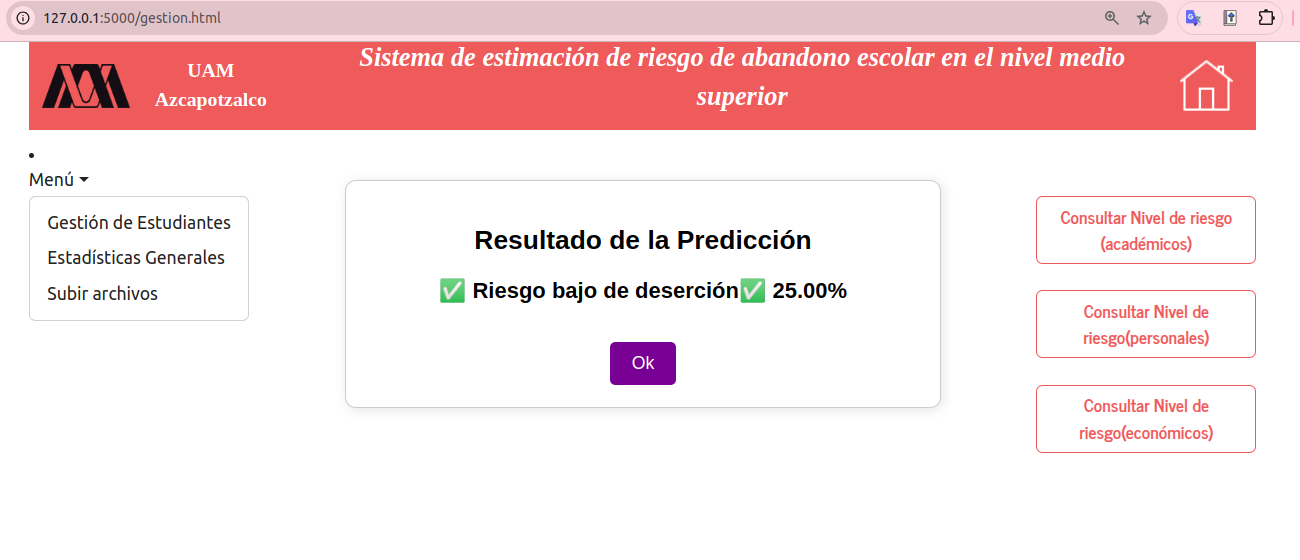 127.0.0.1:5000/gestion.html
UAM
Azcapotzalco
Sistema de estimación de riesgo de abandono escolar en el nivel medio
superior
Menú
Gestión de Estudiantes
Estadísticas Generales
Subir archivos
Resultado de la Predicción
✅ Riesgo bajo de deserción✅ 25.00%
Ok
Consultar Nivel de riesgo
(académicos)
Consultar Nivel de
riesgo(personales)
Consultar Nivel de
riesgo(económicos)